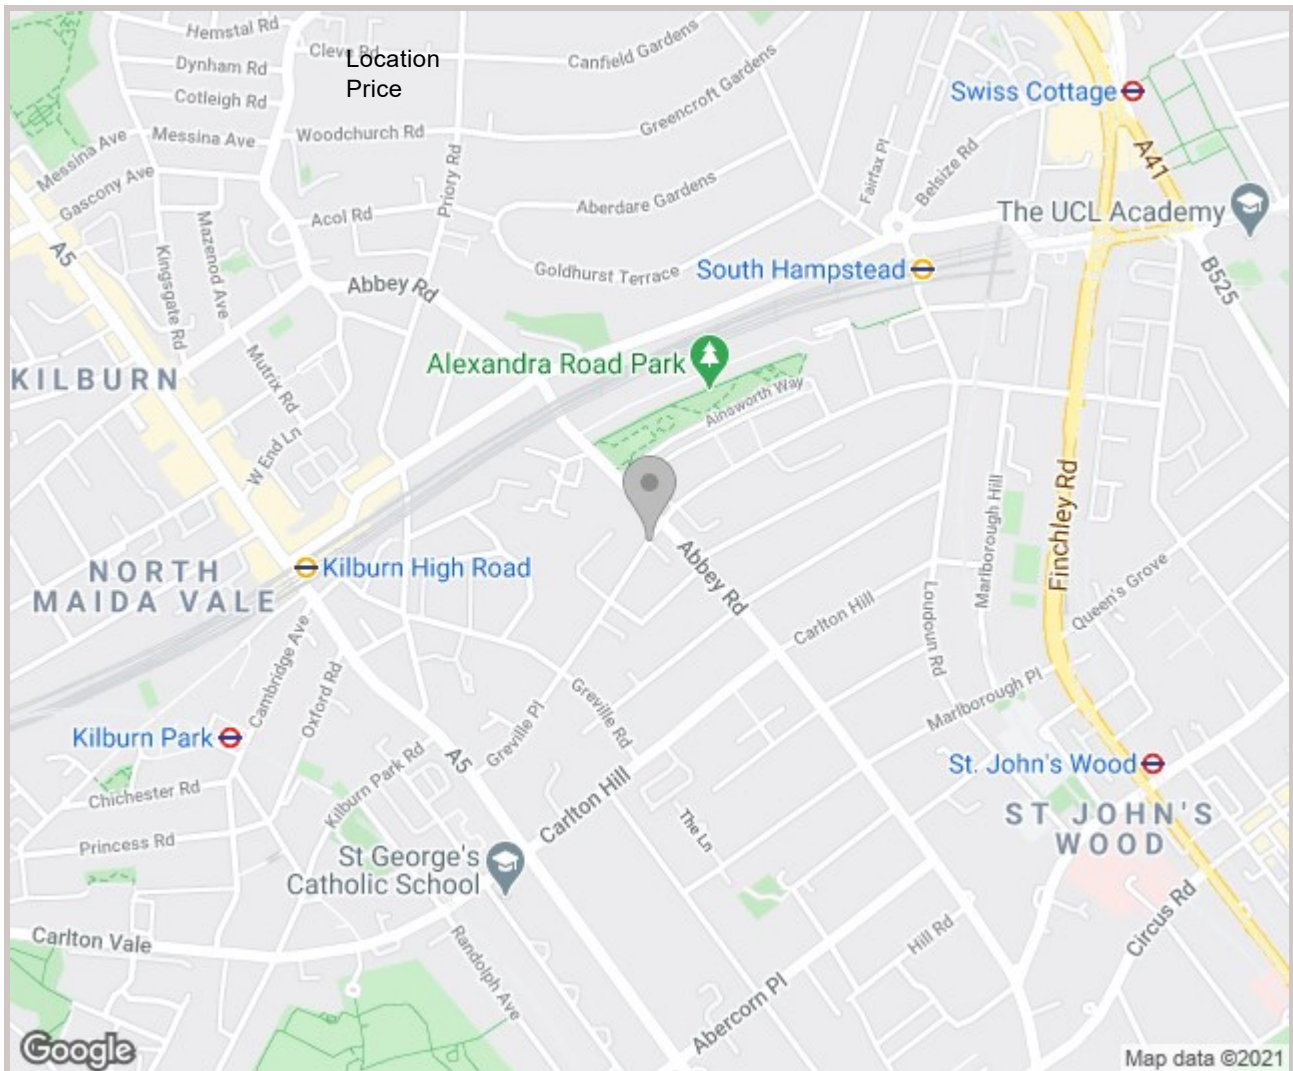 Hemstal Rd
Cleve Rd
Location
Price
Canfield Gardens
Dynham Rd
Swiss Cottage
Cotleigh Rd
Greencroft Gardens
Messina Ave
Messina Ave
Woodchurch Rd
A41
Fairfax Pl
Belsize Rd
Gascony Ave
Priory Rd
Aberdare Gardens
The UCL Academy
Acol Rd
Mazenod Ave
A5
Kingsgate Rd
Goldhurst Terrace
South Hampstead
B525
Abbey Rd
Alexandra Road Park
KILBURN
Mutrix Rd
Ainsworth Way
W End Ln
Finchley Rd
Marlborough Hill
NORTH
MAIDA VALE
Kilburn High Road
Abbey Rd
Queen's Grove
Carlton Hill
Loudoun Rd
Cambridge Ave
Oxford Rd
Greville Rd
Marlborough Pl
Kilburn Park
Greville Pl
A5
St. John's Wood
Kilburn Park Rd
Chichester Rd
Carlton Hill
The Ln
ST JOHN'S
WOOD
Princess Rd
St George's
Catholic School
Circus Rd
Hill Rd
Carlton Vale
Randolph Ave
Abercorn Pl
Google
Map data ©2021